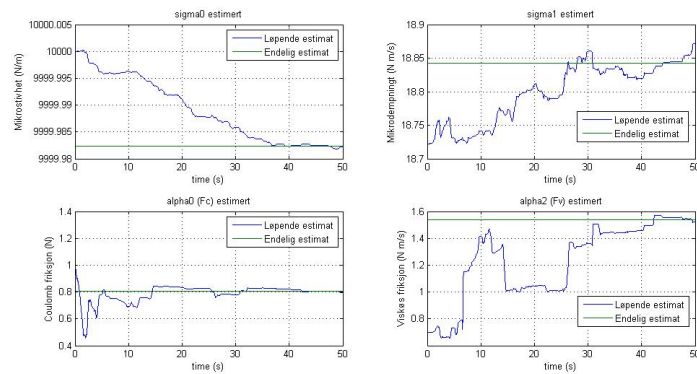 sigma0 estimert
10000.005
10000
9999.995
9999.99
9999.985
9999.98
Mikrostivhet (N/m)
Løpende estimat
Endelig estimat
0 10 20 30 40 50
time (s)
sigma1 estimert
18.9
18.85
18.8
18.75
18.7
Mikrodempningt (N m/s)
Løpende estimat
Endelig estimat
0 10 20 30 40 50
time (s)
alpha0 (Fc) estimert
1.4
1.2
1
0.8
0.6
0.4
Coulomb friksjon (N)
Løpende estimat
Endelig estimat
0 10 20 30 40 50
time (s)
alpha2 (Fv) estimert
1.6
1.4
1.2
1
0.8
Viskøs friksjon (N m/s)
Løpende estimat
Endelig estimat
0 10 20 30 40 50
time (s)